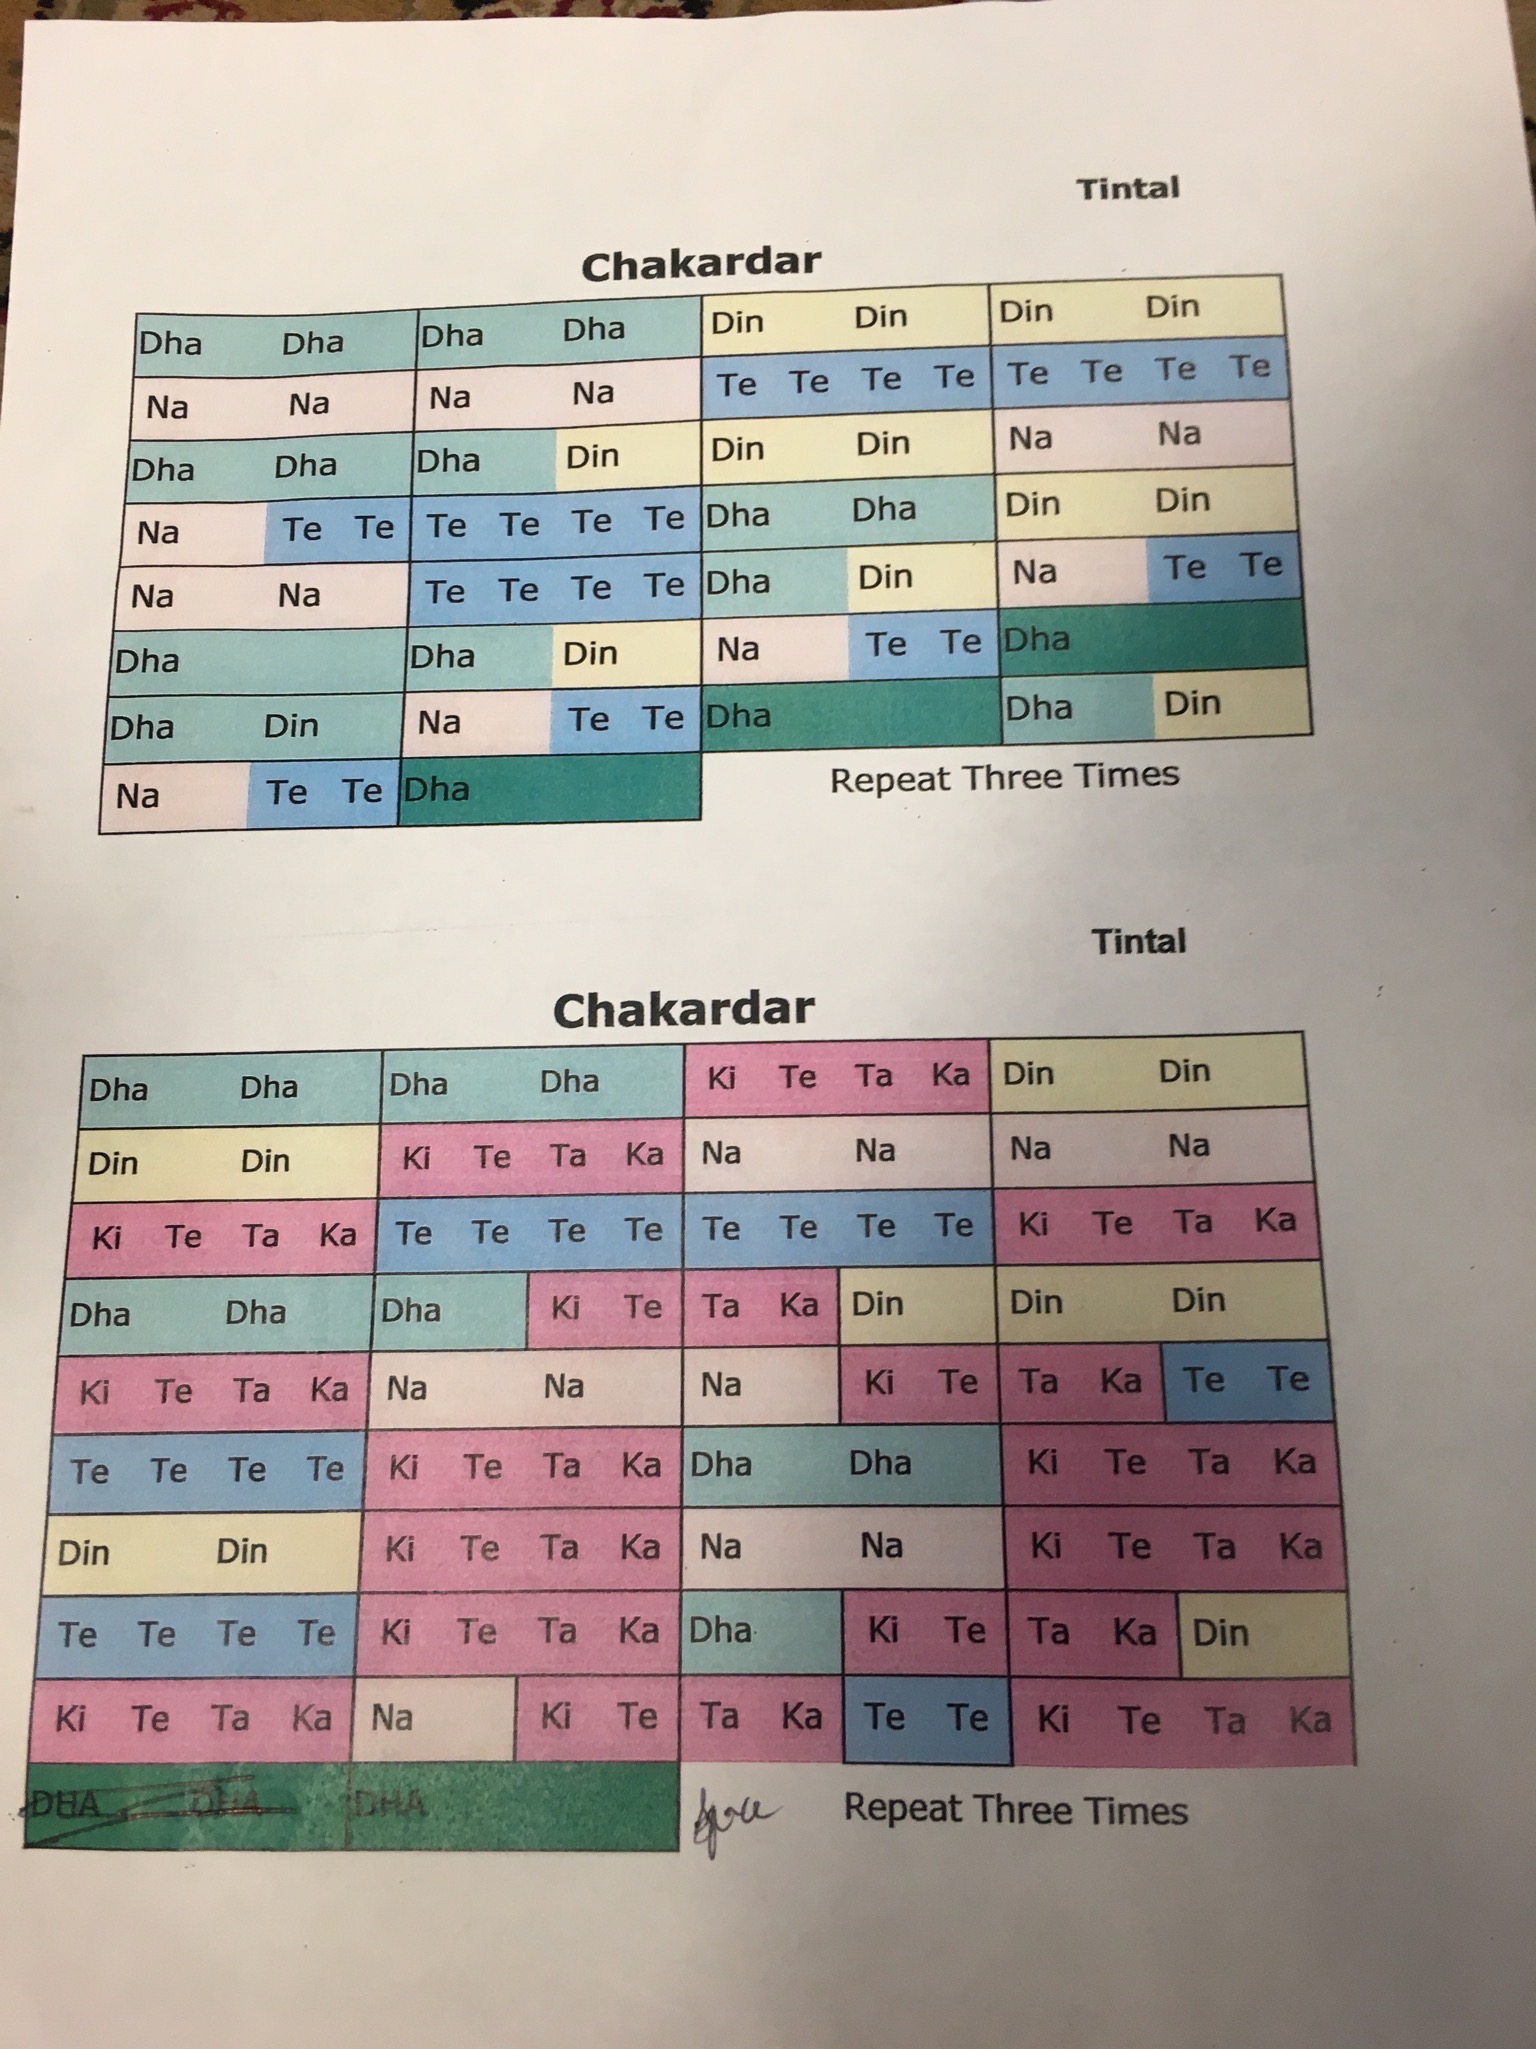 Tintal
Chakardar
Dha Dha Dha Dha Din Din Din Din
Na Na Na Na Te Te Te Te Te Te Te Te
Dha Dha Dha Din Din Din Na Na
Na Te Te Te Te Te Te Dha Dha Din Din
Na Na Te Te Te Te Dha Din Na Te Te
Dha Dha Din Na Te Te Dha
Dha Din Na Te Te Dha Dha Din
Na Te Te Dha
Repeat Three Times
Tintal
Chakardar
Dha Dha Dha Dha Ki Te Ta Ka Din Din
Din Din Ki Te Ta Ka Na Na Na Na
Ki Te Ta Ka Te Te Te Te Te Te Te Te Ki Te Ta Ka
Dha Dha Dha Ki Te Ta Ka Din Din Din
Ki Te Ta Ka Na Na Na Ki Te Ta Ka Te Te
Te Te Te Te Ki Te Ta Ka Dha Dha Ki Te Ta Ka
Din Din Ki Te Ta Ka Na Na Ki Te Ta Ka
Te Te Te Te Ki Te Ta Ka Dha Ki Te Ta Ka Din
Ki Te Ta Ka Na Ki Te Ta Ka Te Te Ki Te Ta Ka
DHA DHA DHA
Repeat Three Times